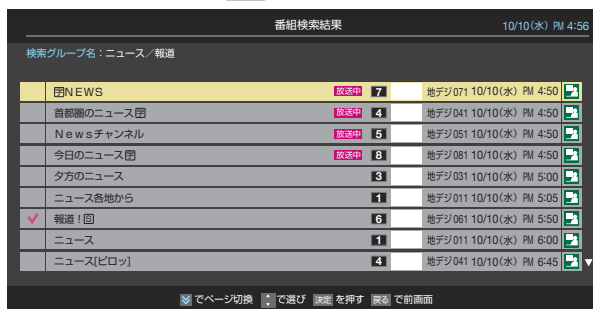 番組検索結果 10/10(水) PM 4:56
検索グループ名：ニュース／報道
字NEWS 放送中 7 地デジ071 10/10(水) PM 4:50
首都圏のニュース字 放送中 4 地デジ041 10/10(水) PM 4:50
Newsチャンネル 放送中 5 地デジ051 10/10(水) PM 4:50
今日のニュース字 放送中 8 地デジ081 10/10(水) PM 4:50
夕方のニュース 3 地デジ031 10/10(水) PM 5:00
ニュース各地から 1 地デジ011 10/10(水) PM 5:05
報道！S 6 地デジ061 10/10(水) PM 5:50
ニュース 1 地デジ011 10/10(水) PM 6:00
ニュース[ピロッ] 4 地デジ041 10/10(水) PM 6:45
でページ切換 で選び 決定 を押す 戻る で前画面